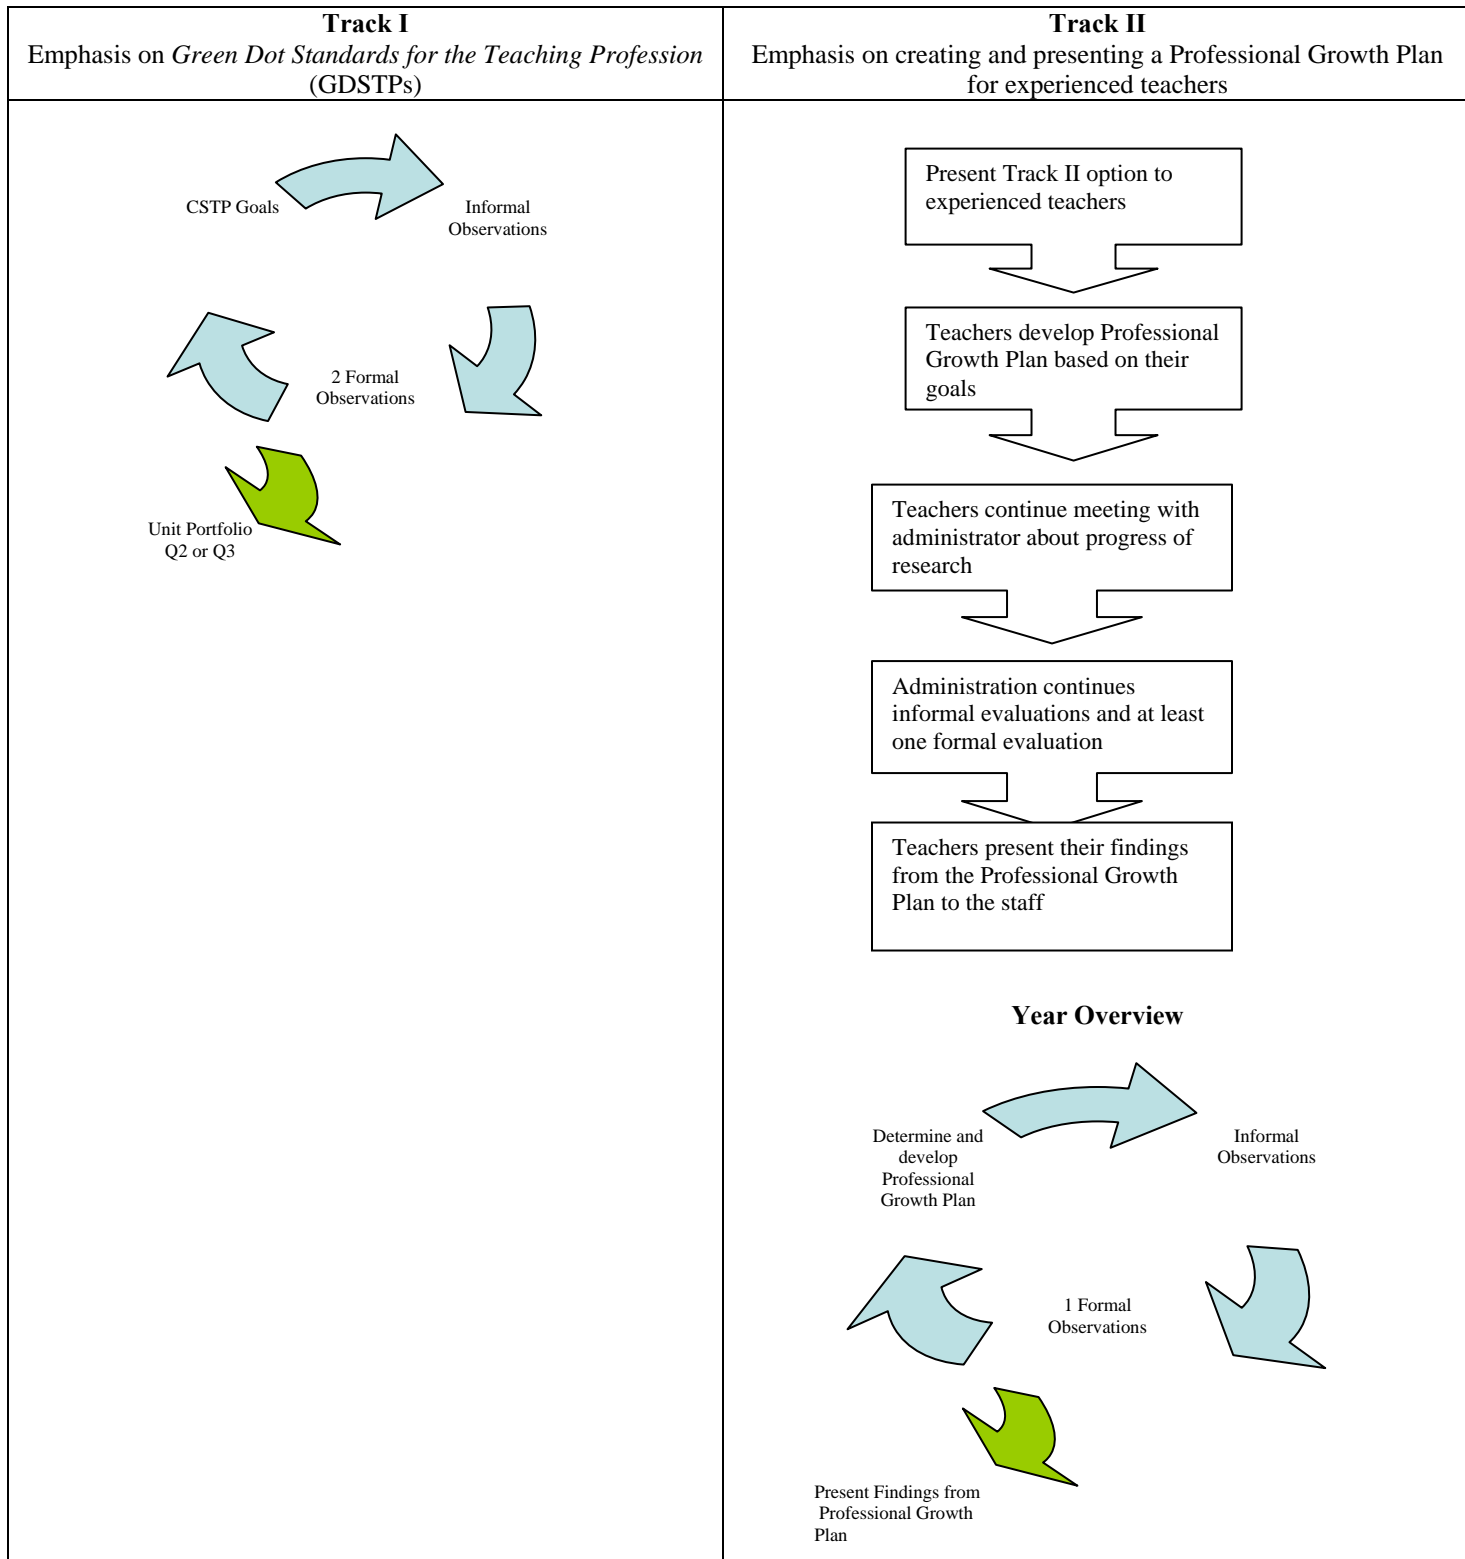 Track I
Emphasis on Green Dot Standards for the Teaching Profession
(GDSTPs)
CSTP Goals
Informal
Observations
2 Formal
Observations
Unit Portfolio
Q2 or Q3
Track II
Emphasis on creating and presenting a Professional Growth Plan
for experienced teachers
Present Track II option to
experienced teachers
Teachers develop Professional
Growth Plan based on their
goals
Teachers continue meeting with
administrator about progress of
research
Administration continues
informal evaluations and at least
one formal evaluation
Teachers present their findings
from the Professional Growth
Plan to the staff
Year Overview
Determine and
develop
Professional
Growth Plan
Informal
Observations
1 Formal
Observations
Present Findings from
Professional Growth
Plan